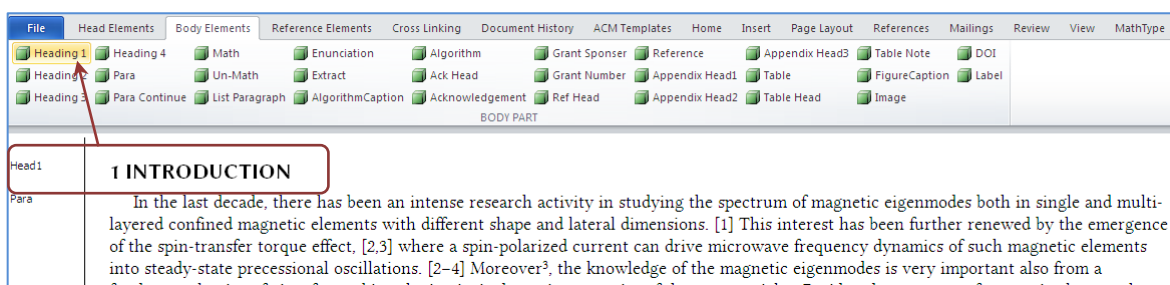 File Head Elements Body Elements Reference Elements Cross Linking Document History ACM Templates Home Insert Page Layout References Mailings Review View MathType
Heading 1 Heading 4 Math Enunciation Algorithm Grant Sponser Reference Appendix Head3 Table Note DOI
Heading 2 Para Un-Math Extract Ack Head Grant Number Appendix Head1 Table FigureCaption Label
Heading 3 Para Continue List Paragraph AlgorithmCaption Acknowledgement Ref Head Appendix Head2 Table Head Image
BODY PART
Head1 1 INTRODUCTION
Para In the last decade, there has been an intense research activity in studying the spectrum of magnetic eigenmodes both in single and multi-
layered confined magnetic elements with different shape and lateral dimensions. [1] This interest has been further renewed by the emergence
of the spin-transfer torque effect, [2,3] where a spin-polarized current can drive microwave frequency dynamics of such magnetic elements
into steady-state precessional oscillations. [2–4] Moreover³, the knowledge of the magnetic eigenmodes is very important also from a